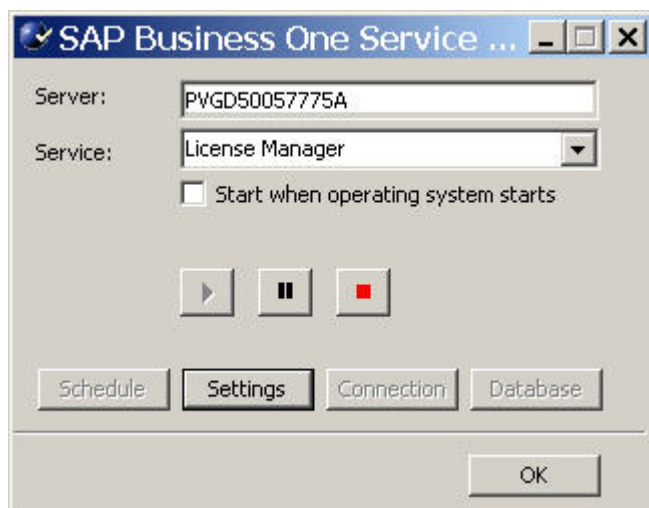 SAP Business One Service ...
Server: PVGD50057775A
Service: License Manager
Start when operating system starts
Schedule Settings Connection Database
OK